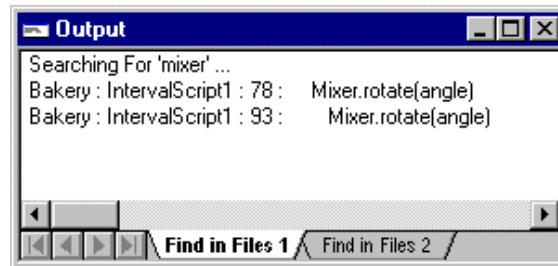 Output
Searching For 'mixer' ...
Bakery : IntervalScript1 : 78 : Mixer.rotate(angle)
Bakery : IntervalScript1 : 93 : Mixer.rotate(angle)
Find in Files 1 Find in Files 2